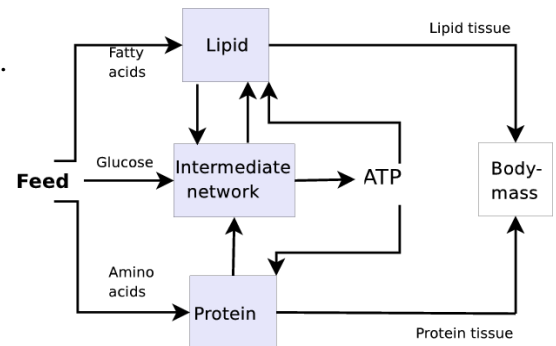 Lipid tissue
Lipid
Fatty
acids
.
Glucose
Feed
Intermediate
network
ATP
Body-
mass
Amino
acids
Protein
Protein tissue